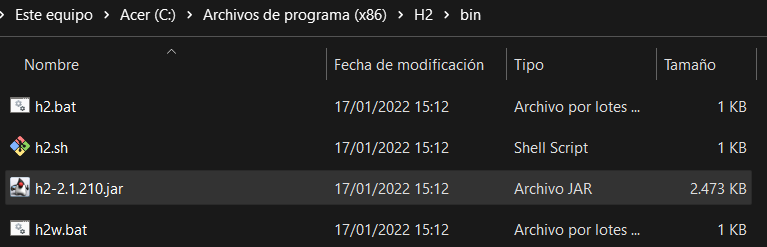 Este equipo > Acer (C:) > Archivos de programa (x86) > H2 > bin
Nombre Fecha de modificación Tipo Tamaño
h2.bat 17/01/2022 15:12 Archivo por lotes ... 1 KB
h2.sh 17/01/2022 15:12 Shell Script 1 KB
h2-2.1.210.jar 17/01/2022 15:12 Archivo JAR 2.473 KB
h2w.bat 17/01/2022 15:12 Archivo por lotes ... 1 KB